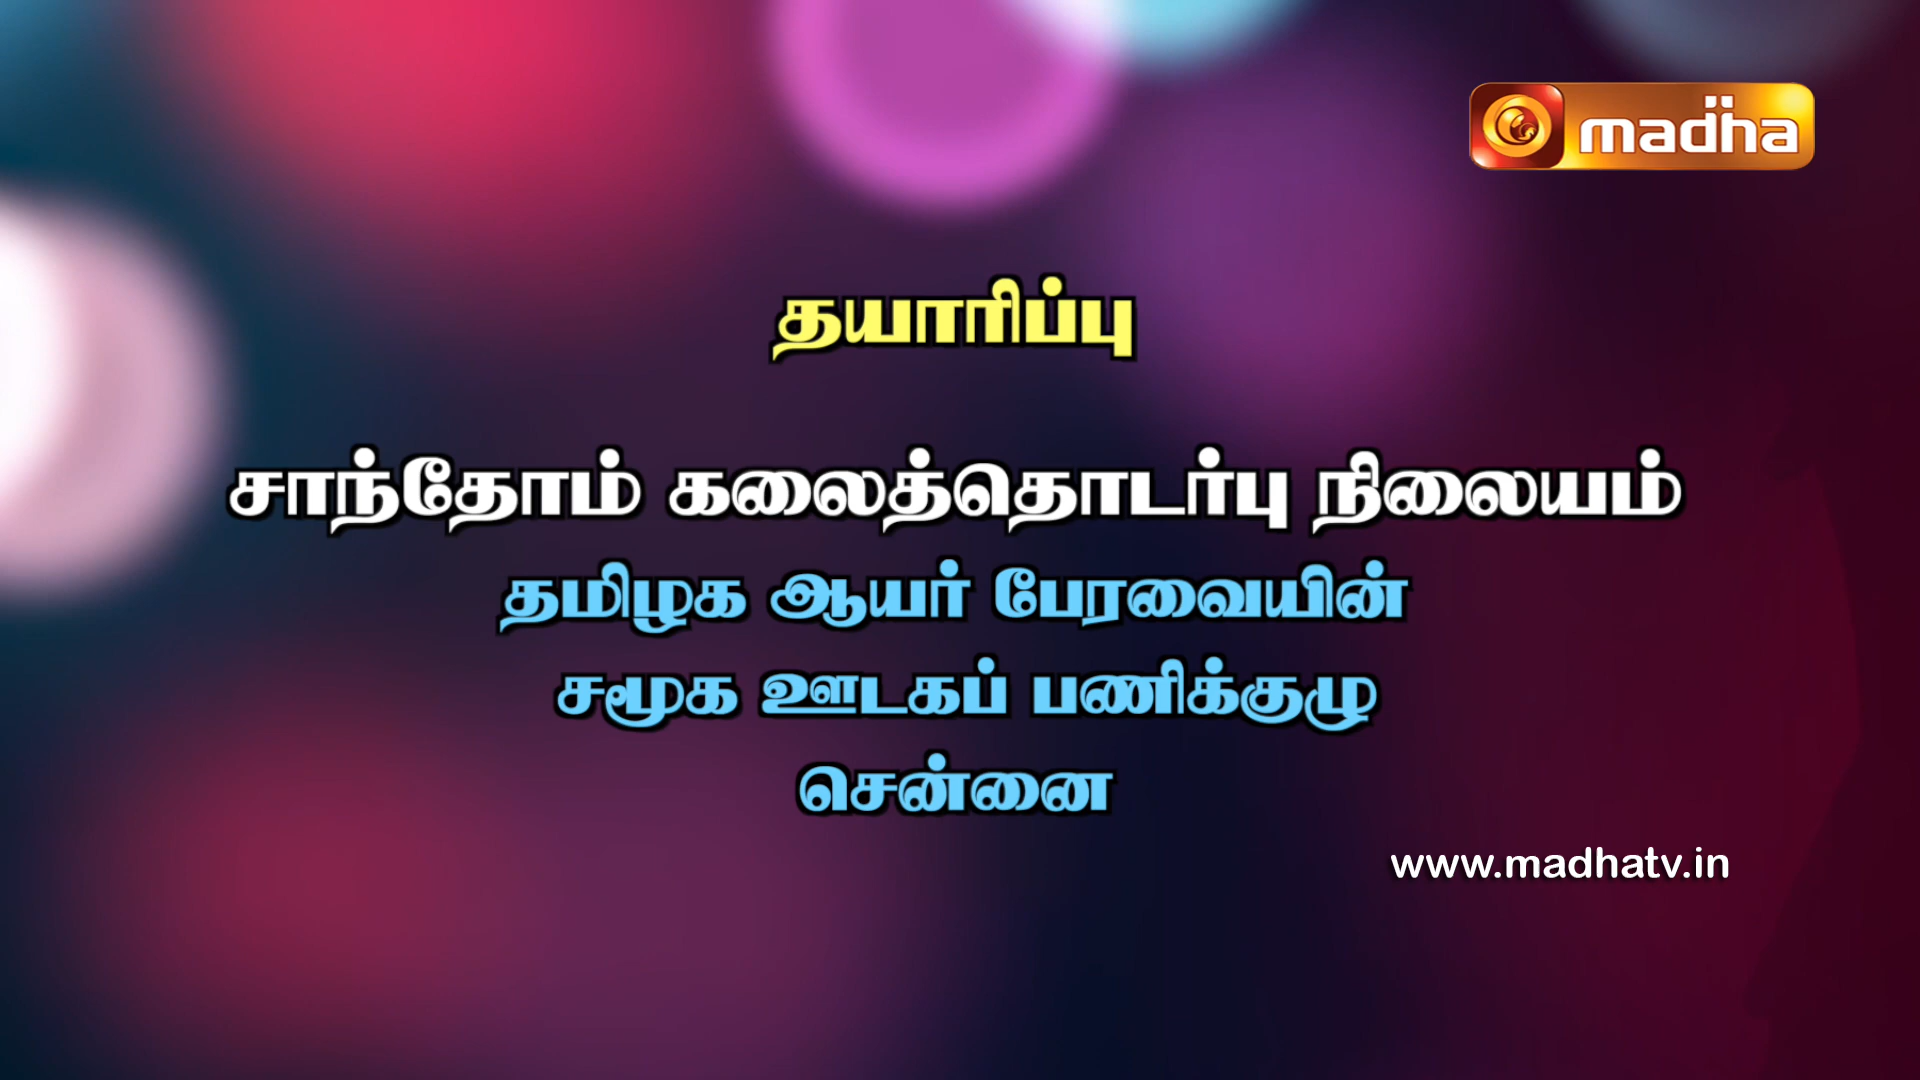 madha
தயாரிப்பு
சாந்தோம் கலைத்தொடர்பு நிலையம்
தமிழக ஆயர் பேரவையின்
சமூக ஊடகப் பணிக்குழு
சென்னை
www.madhatv.in